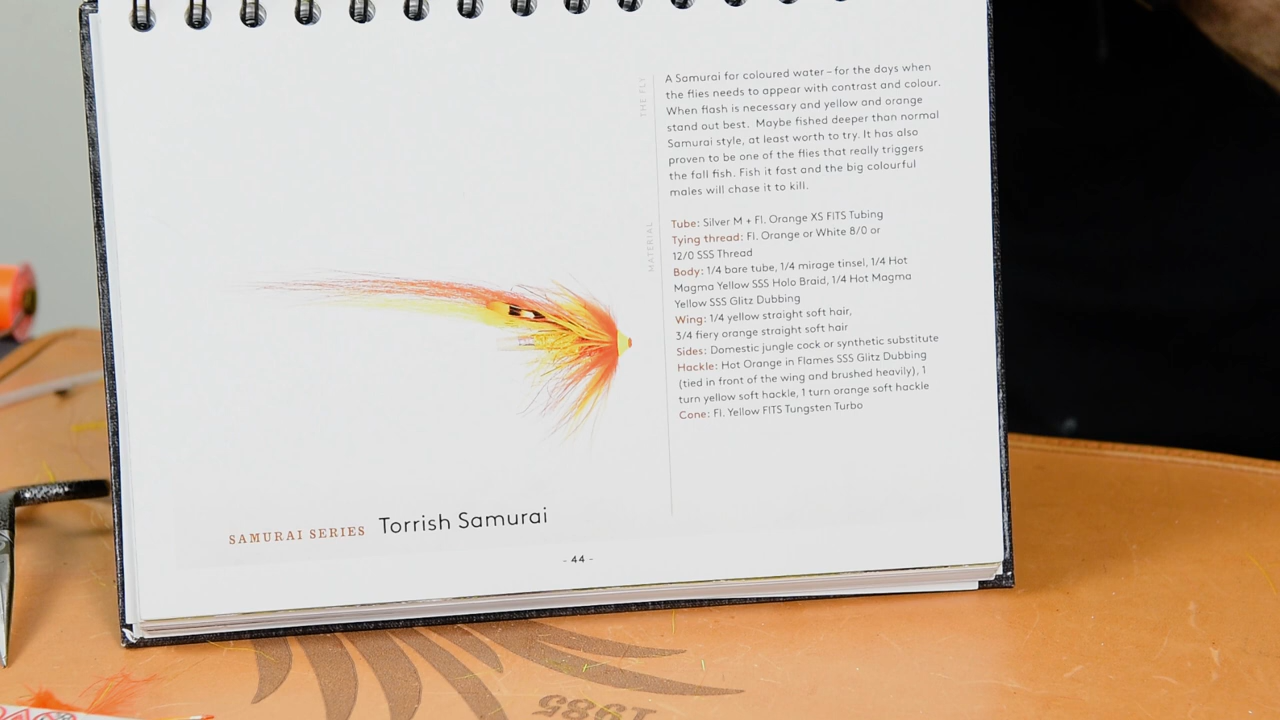 THE FLY
A Samurai for coloured water – for the days when
the flies needs to appear with contrast and colour.
When flash is necessary and yellow and orange
stand out best. Maybe fished deeper than normal
Samurai style, at least worth to try. It has also
proven to be one of the flies that really triggers
the fall fish. Fish it fast and the big colourful
males will chase it to kill.
MATERIAL
Tube: Silver M + Fl. Orange XS FITS Tubing
Tying thread: Fl. Orange or White 8/0 or
12/0 SSS Thread
Body: 1/4 bare tube, 1/4 mirage tinsel, 1/4 Hot
Magma Yellow SSS Holo Braid, 1/4 Hot Magma
Yellow SSS Glitz Dubbing
Wing: 1/4 yellow straight soft hair,
3/4 fiery orange straight soft hair
Sides: Domestic jungle cock or synthetic substitute
Hackle: Hot Orange in Flames SSS Glitz Dubbing
(tied in front of the wing and brushed heavily), 1
turn yellow soft hackle, 1 turn orange soft hackle
Cone: Fl. Yellow FITS Tungsten Turbo
SAMURAI SERIES Torrish Samurai
- 44 -
1985